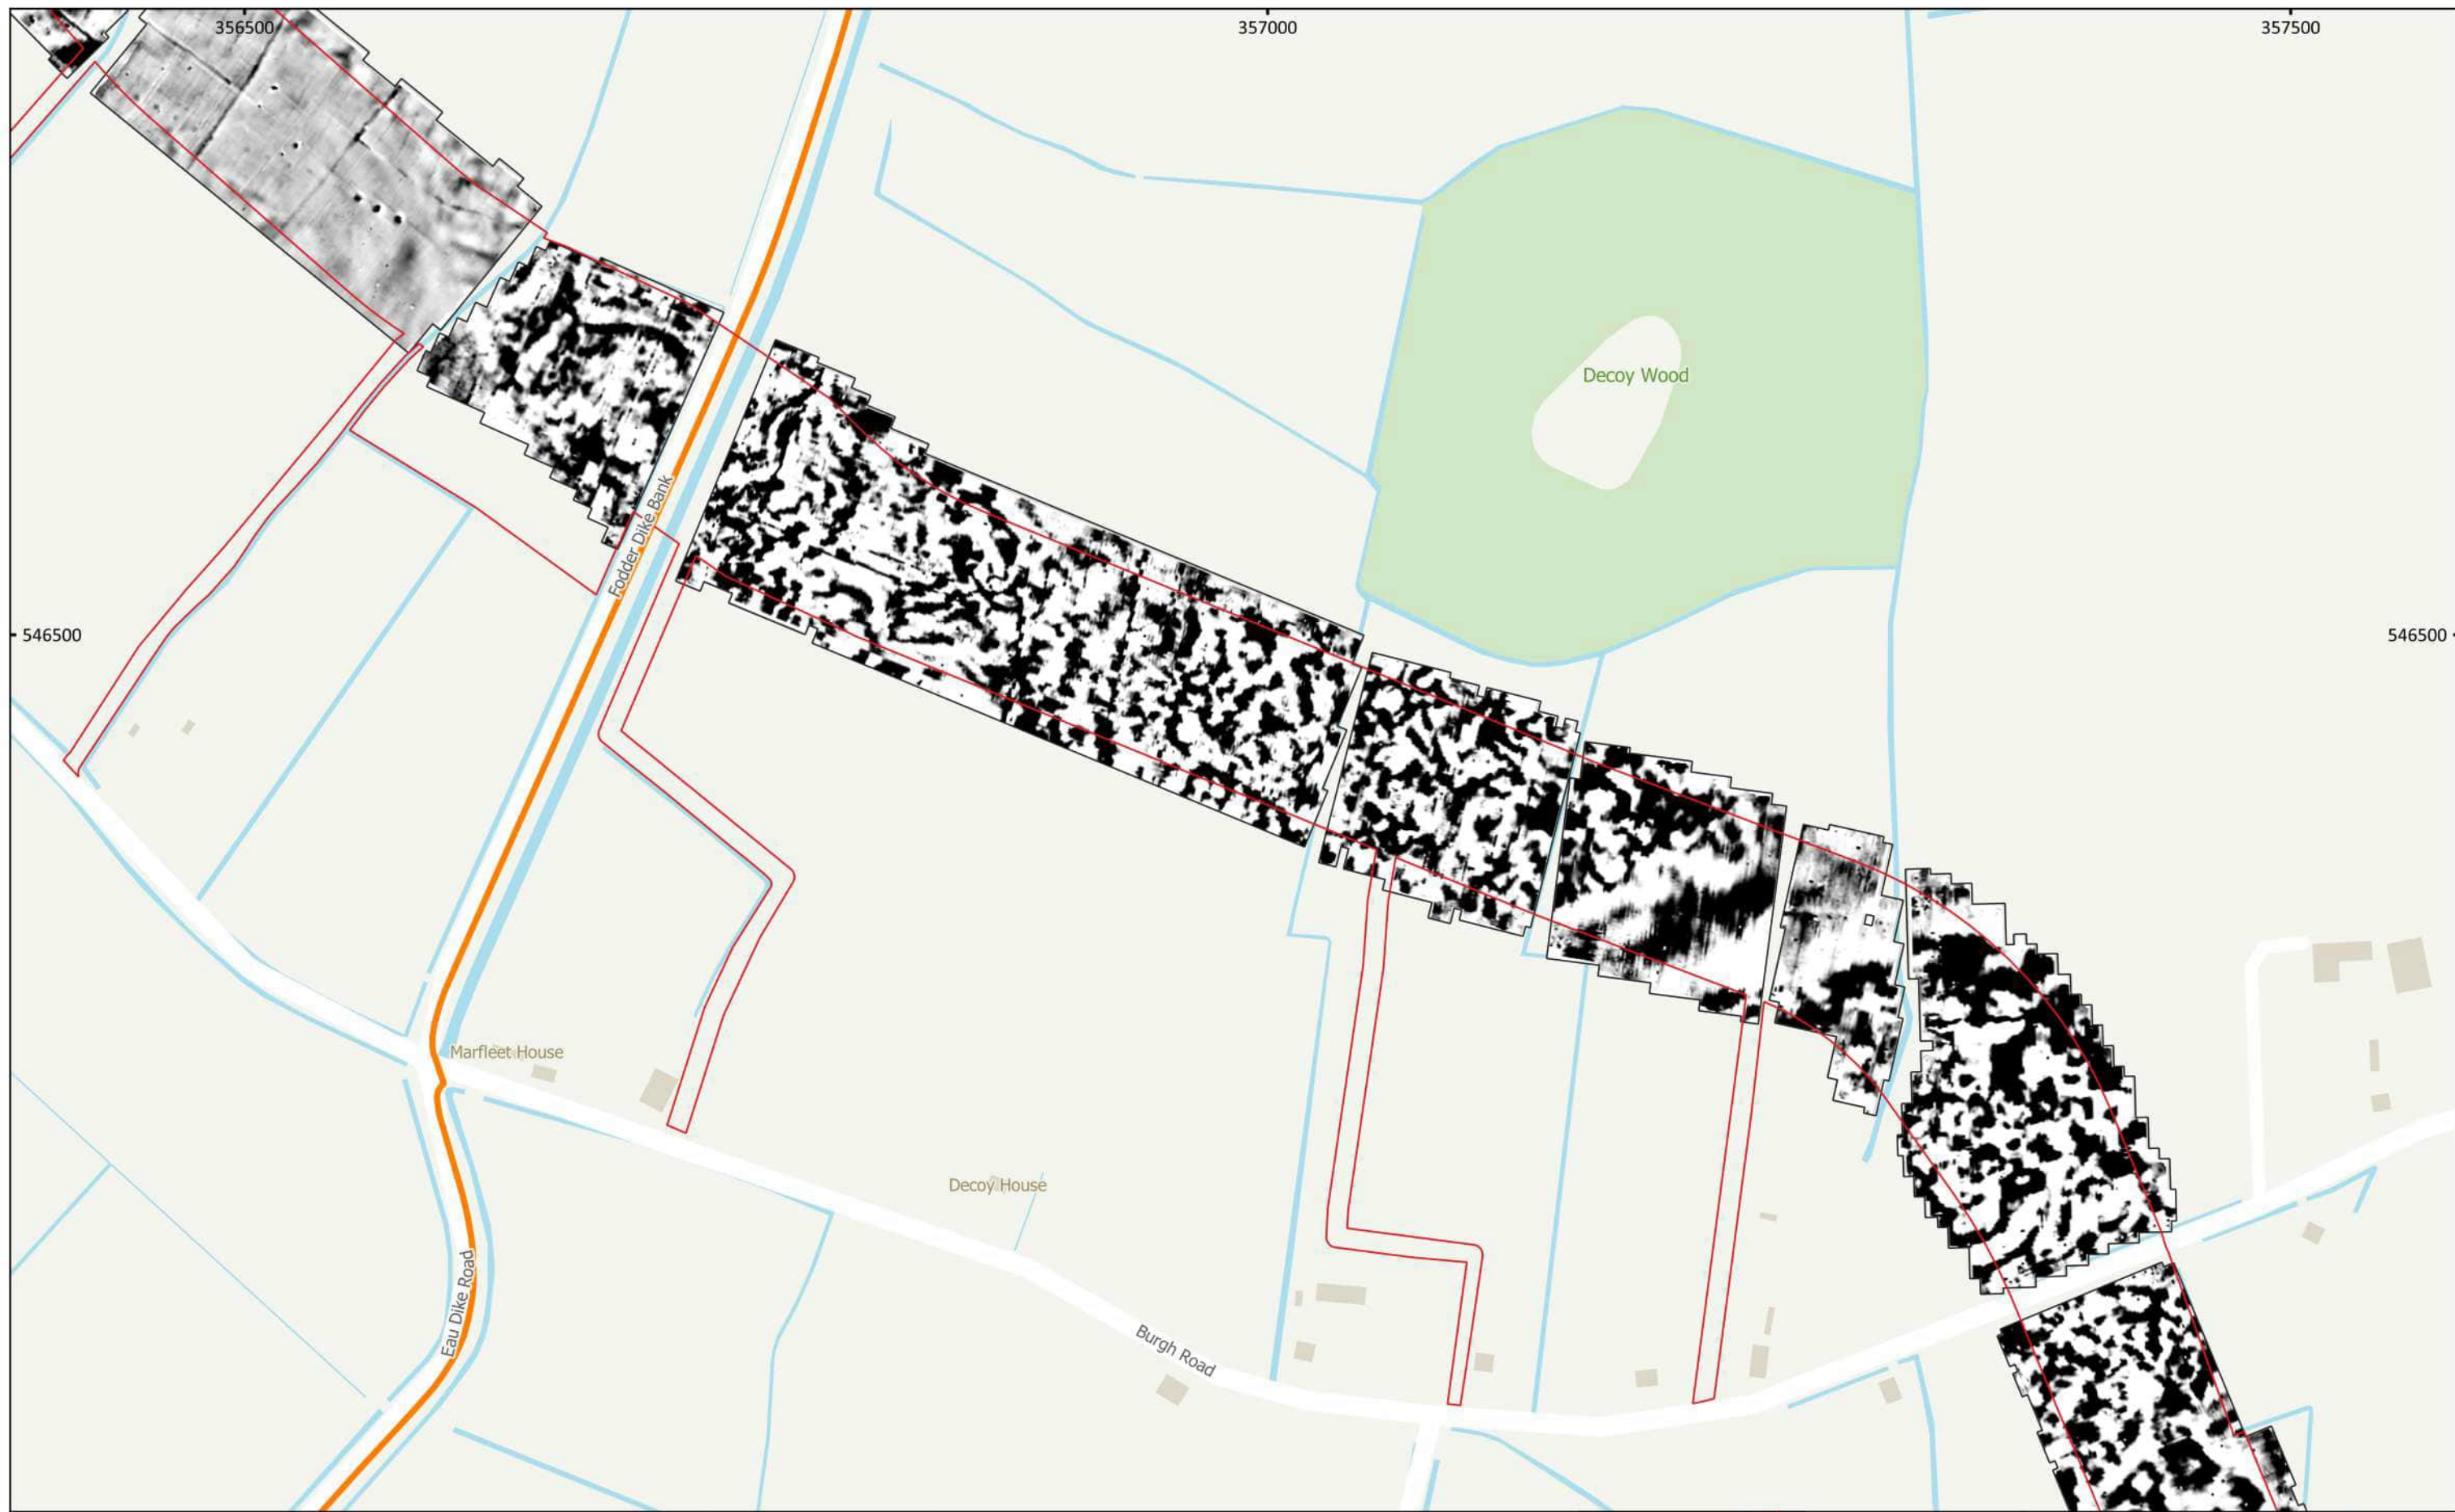 356500
357000
357500
Decoy Wood
Fodder Dike Bank
546500
546500
Marfleet House
Decoy House
Eau Dike Road
Burgh Road